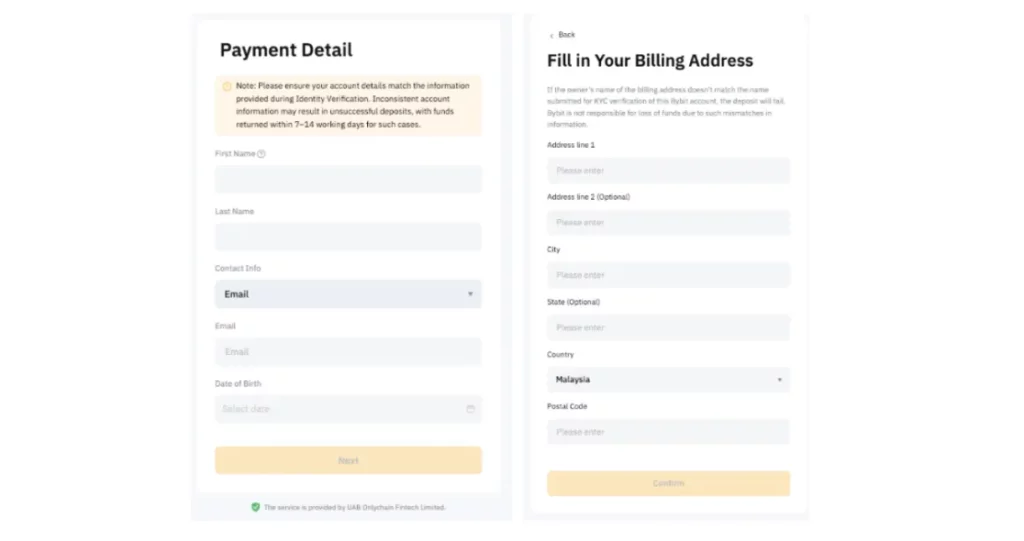 Payment Detail
Note: Please ensure your account details match the information
provided during Identity Verification. Inconsistent account
information may result in unsuccessful deposits, with funds
returned within 7–14 working days for such cases.
First Name
Last Name
Contact Info
Email
Email
Email
Date of Birth
Select date
Next
The service is provided by UAB Onlychain Fintech Limited.
Back
Fill in Your Billing Address
If the owner's name of the billing address doesn't match the name
submitted for KYC verification of this Bybit account, the deposit will fail.
Bybit is not responsible for loss of funds due to such mismatches in
information.
Address line 1
Please enter
Address line 2 (Optional)
Please enter
City
Please enter
State (Optional)
Please enter
Country
Malaysia
Postal Code
Please enter
Confirm